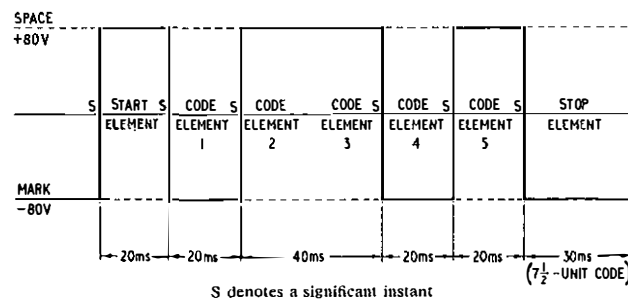 SPACE
+80V
S START S CODE S CODE CODE S CODE S CODE S STOP
ELEMENT ELEMENT ELEMENT ELEMENT ELEMENT ELEMENT ELEMENT
1 2 3 4 5
MARK
−80V
20ms 20ms 40ms 20ms 20ms 30ms
(7½-UNIT CODE)
S denotes a significant instant